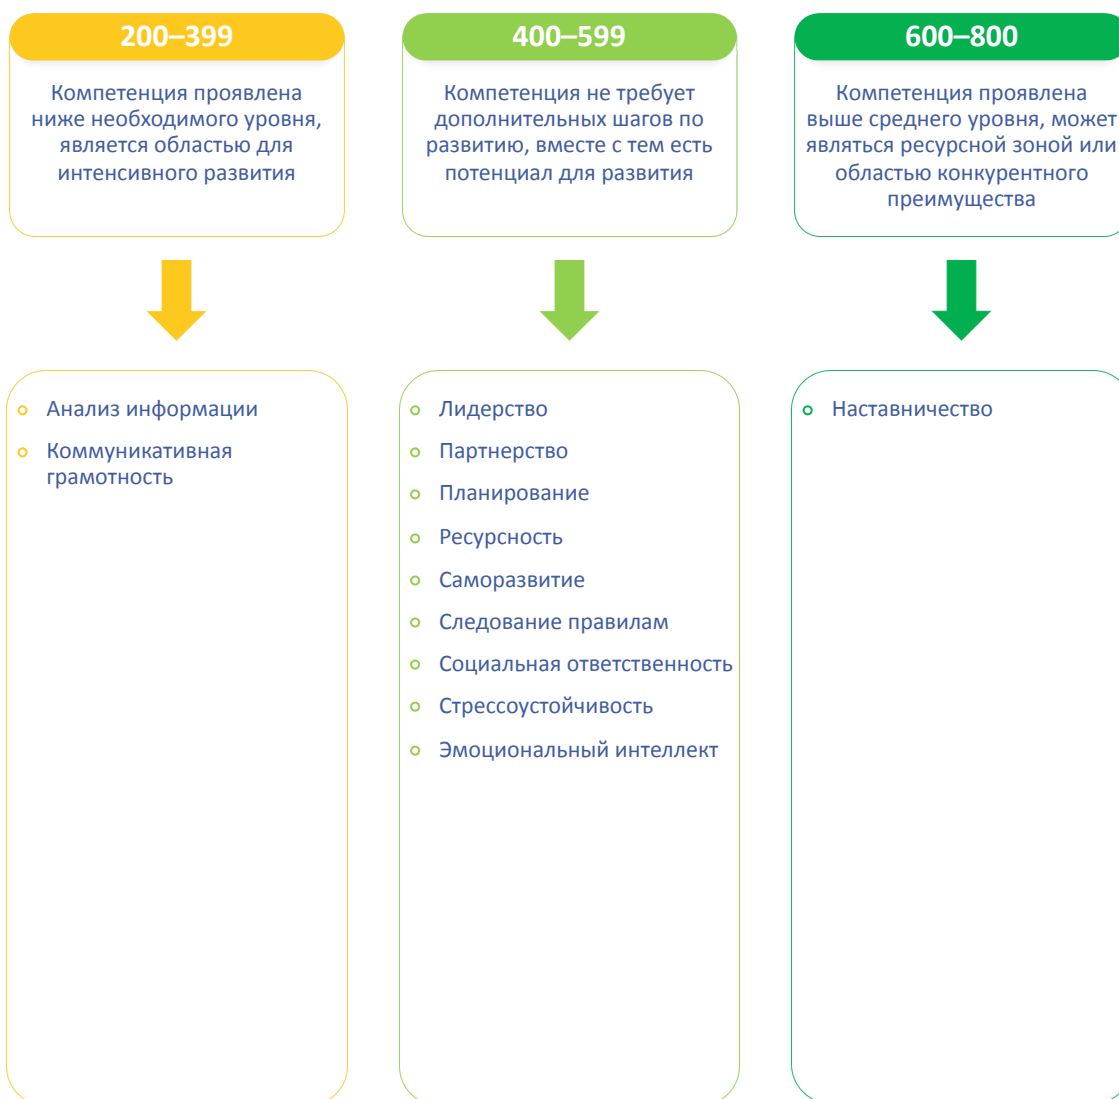 200–399
Компетенция проявлена
ниже необходимого уровня,
является областью для
интенсивного развития
Анализ информации
Коммуникативная
грамотность
400–599
Компетенция не требует
дополнительных шагов по
развитию, вместе с тем есть
потенциал для развития
Лидерство
Партнерство
Планирование
Ресурсность
Саморазвитие
Следование правилам
Социальная ответственность
Стрессоустойчивость
Эмоциональный интеллект
600–800
Компетенция проявлена
выше среднего уровня, может
являться ресурсной зоной или
областью конкурентного
преимущества
Наставничество